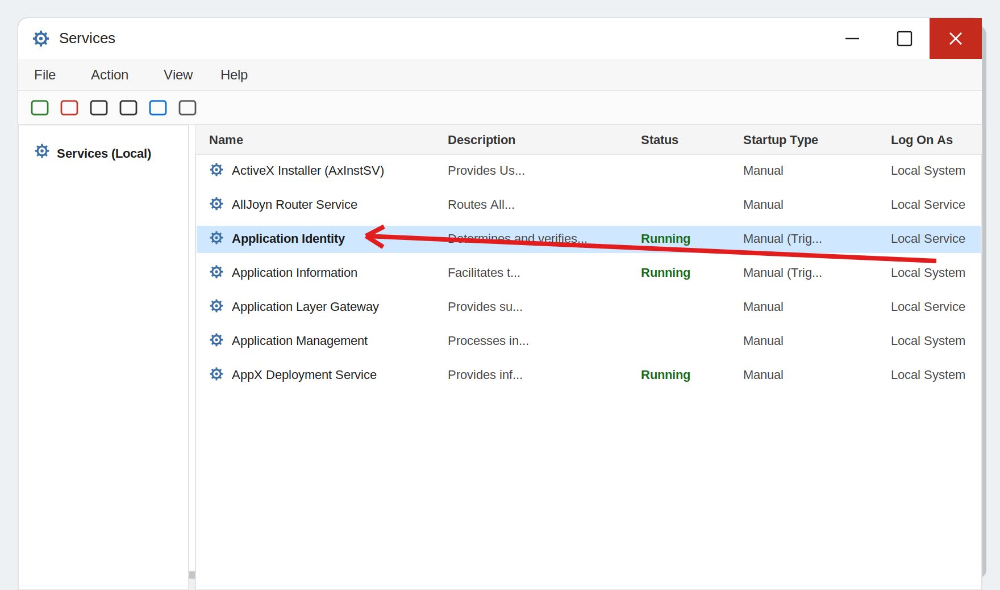 Services
File Action View Help
Services (Local)
Name Description Status Startup Type Log On As
ActiveX Installer (AxInstSV) Provides Us... Manual Local System
AllJoyn Router Service Routes All... Manual Local Service
Application Identity Determines and verifies... Running Manual (Trig... Local Service
Application Information Facilitates t... Running Manual (Trig... Local System
Application Layer Gateway Provides su... Manual Local Service
Application Management Processes in... Manual Local System
AppX Deployment Service Provides inf... Running Manual Local System